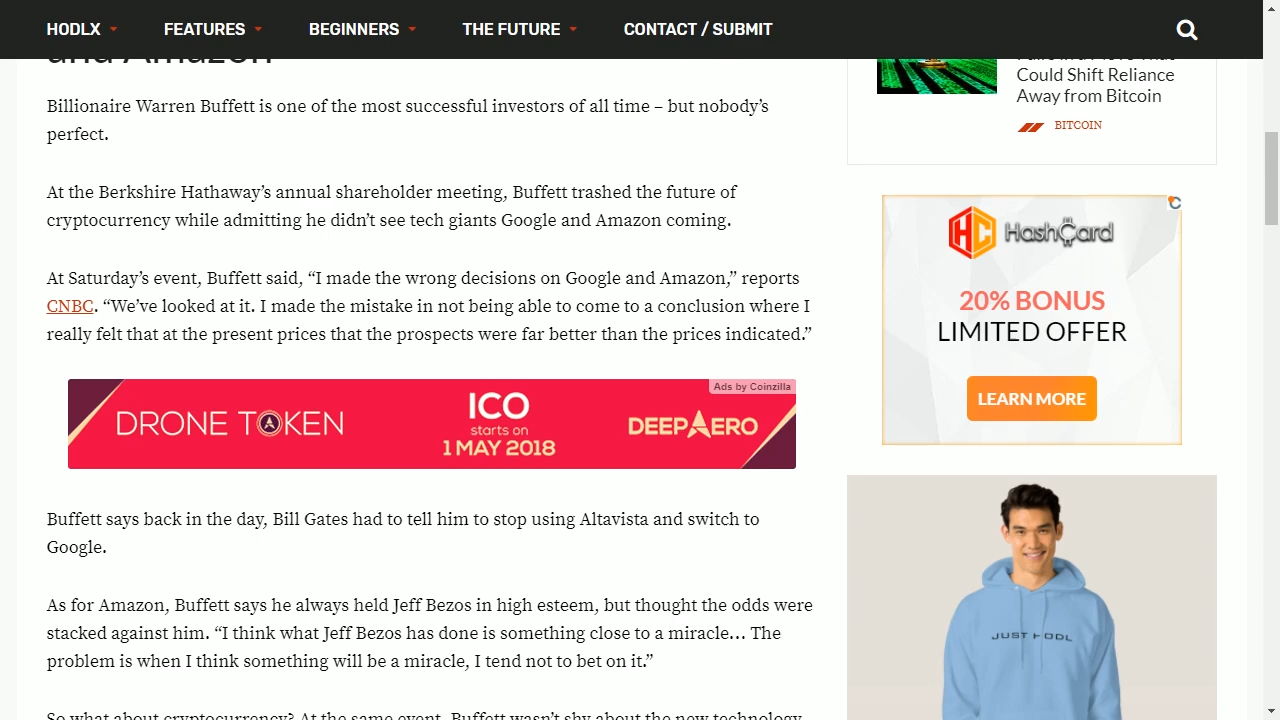 HODLX
FEATURES
BEGINNERS
THE FUTURE
CONTACT / SUBMIT
and Amazon
Billionaire Warren Buffett is one of the most successful investors of all time – but nobody’s
perfect.
At the Berkshire Hathaway’s annual shareholder meeting, Buffett trashed the future of
cryptocurrency while admitting he didn’t see tech giants Google and Amazon coming.
At Saturday’s event, Buffett said, “I made the wrong decisions on Google and Amazon,” reports
CNBC. “We’ve looked at it. I made the mistake in not being able to come to a conclusion where I
really felt that at the present prices that the prospects were far better than the prices indicated.”
Ads by Coinzilla
DRONE TOKEN
ICO
starts on
1 MAY 2018
DEEPAERO
Buffett says back in the day, Bill Gates had to tell him to stop using Altavista and switch to
Google.
As for Amazon, Buffett says he always held Jeff Bezos in high esteem, but thought the odds were
stacked against him. “I think what Jeff Bezos has done is something close to a miracle… The
problem is when I think something will be a miracle, I tend not to bet on it.”
So what about cryptocurrency? At the same event, Buffett wasn’t shy about the new technology,
Could Shift Reliance
Away from Bitcoin
BITCOIN
HC HashCard
20% BONUS
LIMITED OFFER
LEARN MORE
JUST HODL